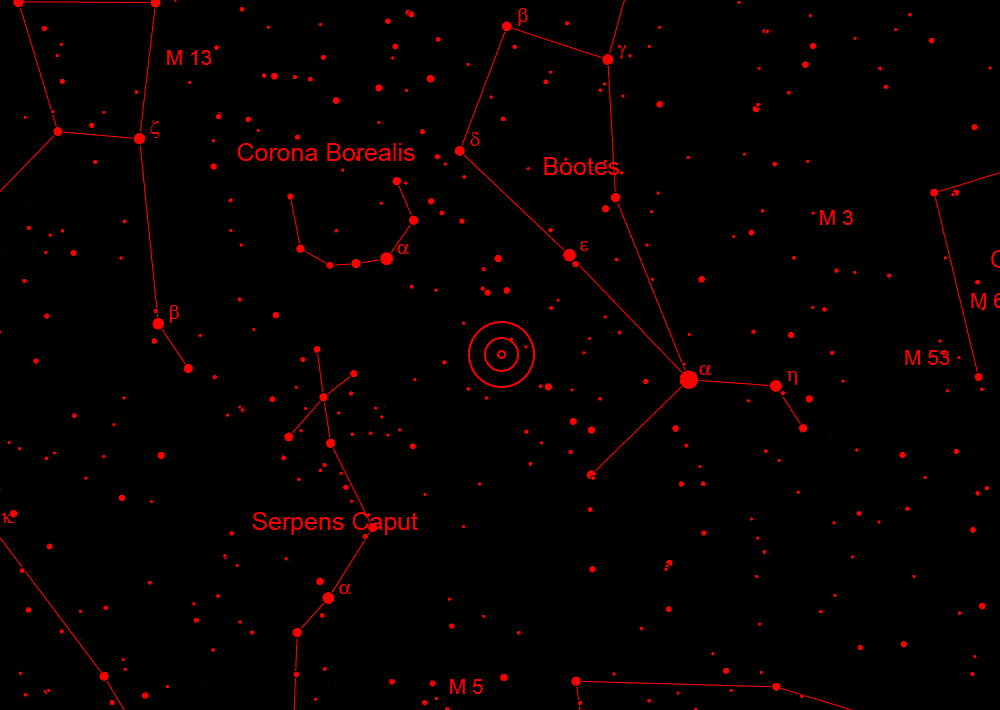 β
γ
M 13
ζ
δ
Corona Borealis
Bootes
M 3
α
ε
β
M 53
α
η
κ
Serpens Caput
α
M 5